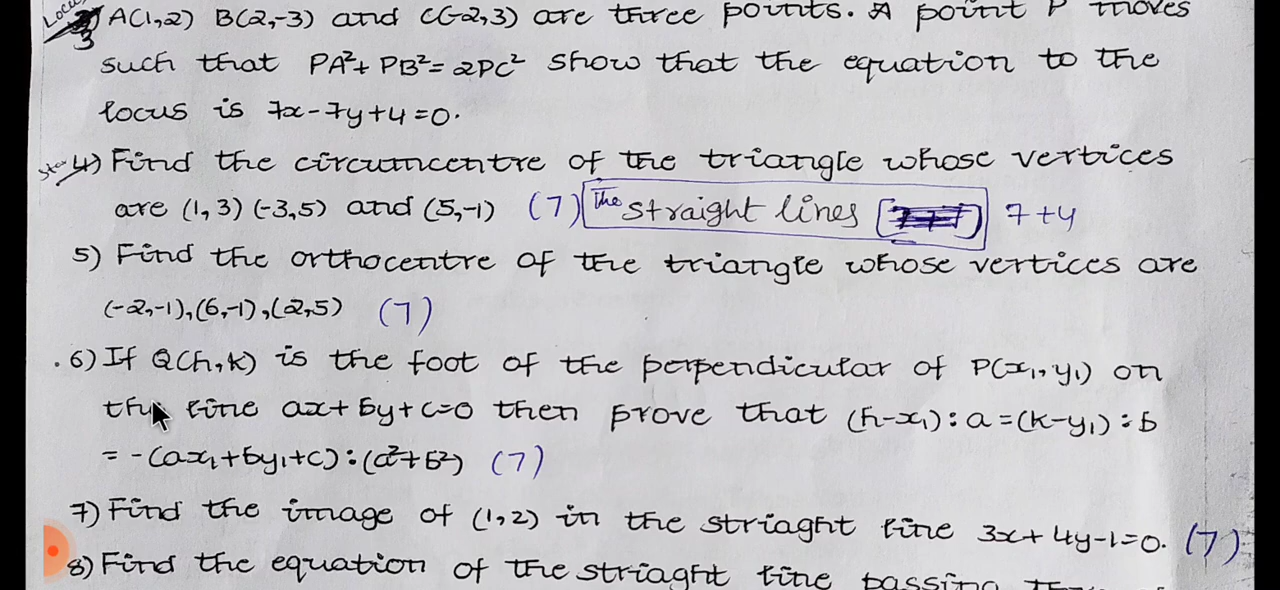 Locus
3 A(1,2) B(2,-3) and C(-2,3) are three points. A point P moves
such that PA²+ PB²= 2PC² show that the equation to the
locus is 7x-7y+4=0.
4) Find the circumcentre of the triangle whose vertices
are (1,3) (-3,5) and (5,-1) (7) The straight lines 7+4
5) Find the orthocentre of the triangle whose vertices are
(-2,-1),(6,-1),(2,5) (7)
6) If Q(h,k) is the foot of the perpendicular of P(x₁,y₁) on
the line ax+by+c=0 then prove that (h-x₁):a=(k-y₁):b
= -(ax₁+by₁+c):(a²+b²) (7)
7) Find the image of (1,2) in the striaght line 3x+4y-1=0. (7)
8) Find the equation of the striaght line passing